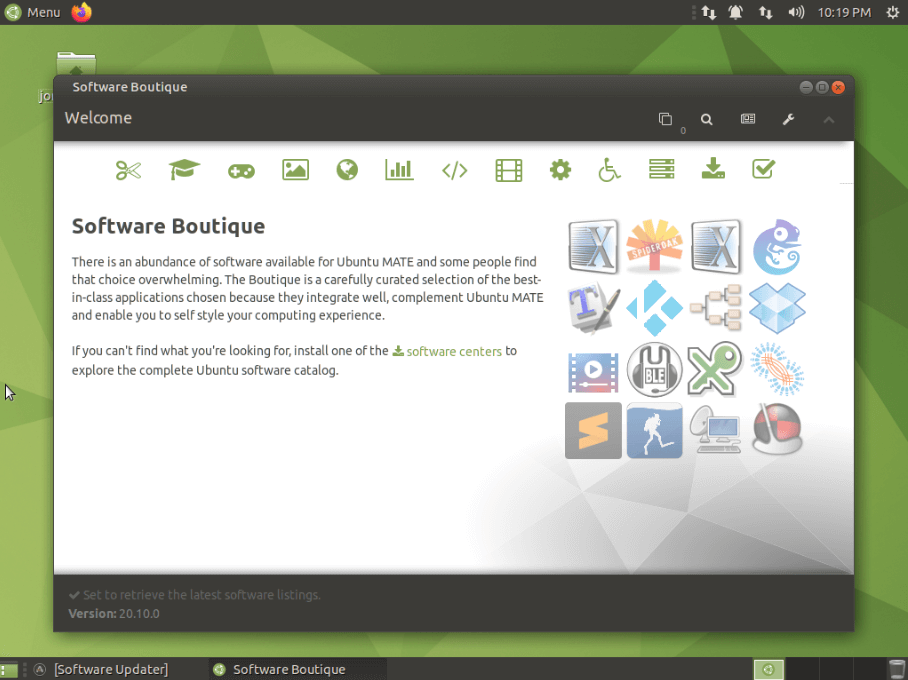 Menu
10:19 PM
Software Boutique
Welcome
0
Software Boutique
There is an abundance of software available for Ubuntu MATE and some people find
that choice overwhelming. The Boutique is a carefully curated selection of the best-
in-class applications chosen because they integrate well, complement Ubuntu MATE
and enable you to self style your computing experience.
If you can't find what you're looking for, install one of the software centers to
explore the complete Ubuntu software catalog.
X
SPIDEROAK
X
T
BLE
S
Set to retrieve the latest software listings.
Version: 20.10.0
[Software Updater]
Software Boutique